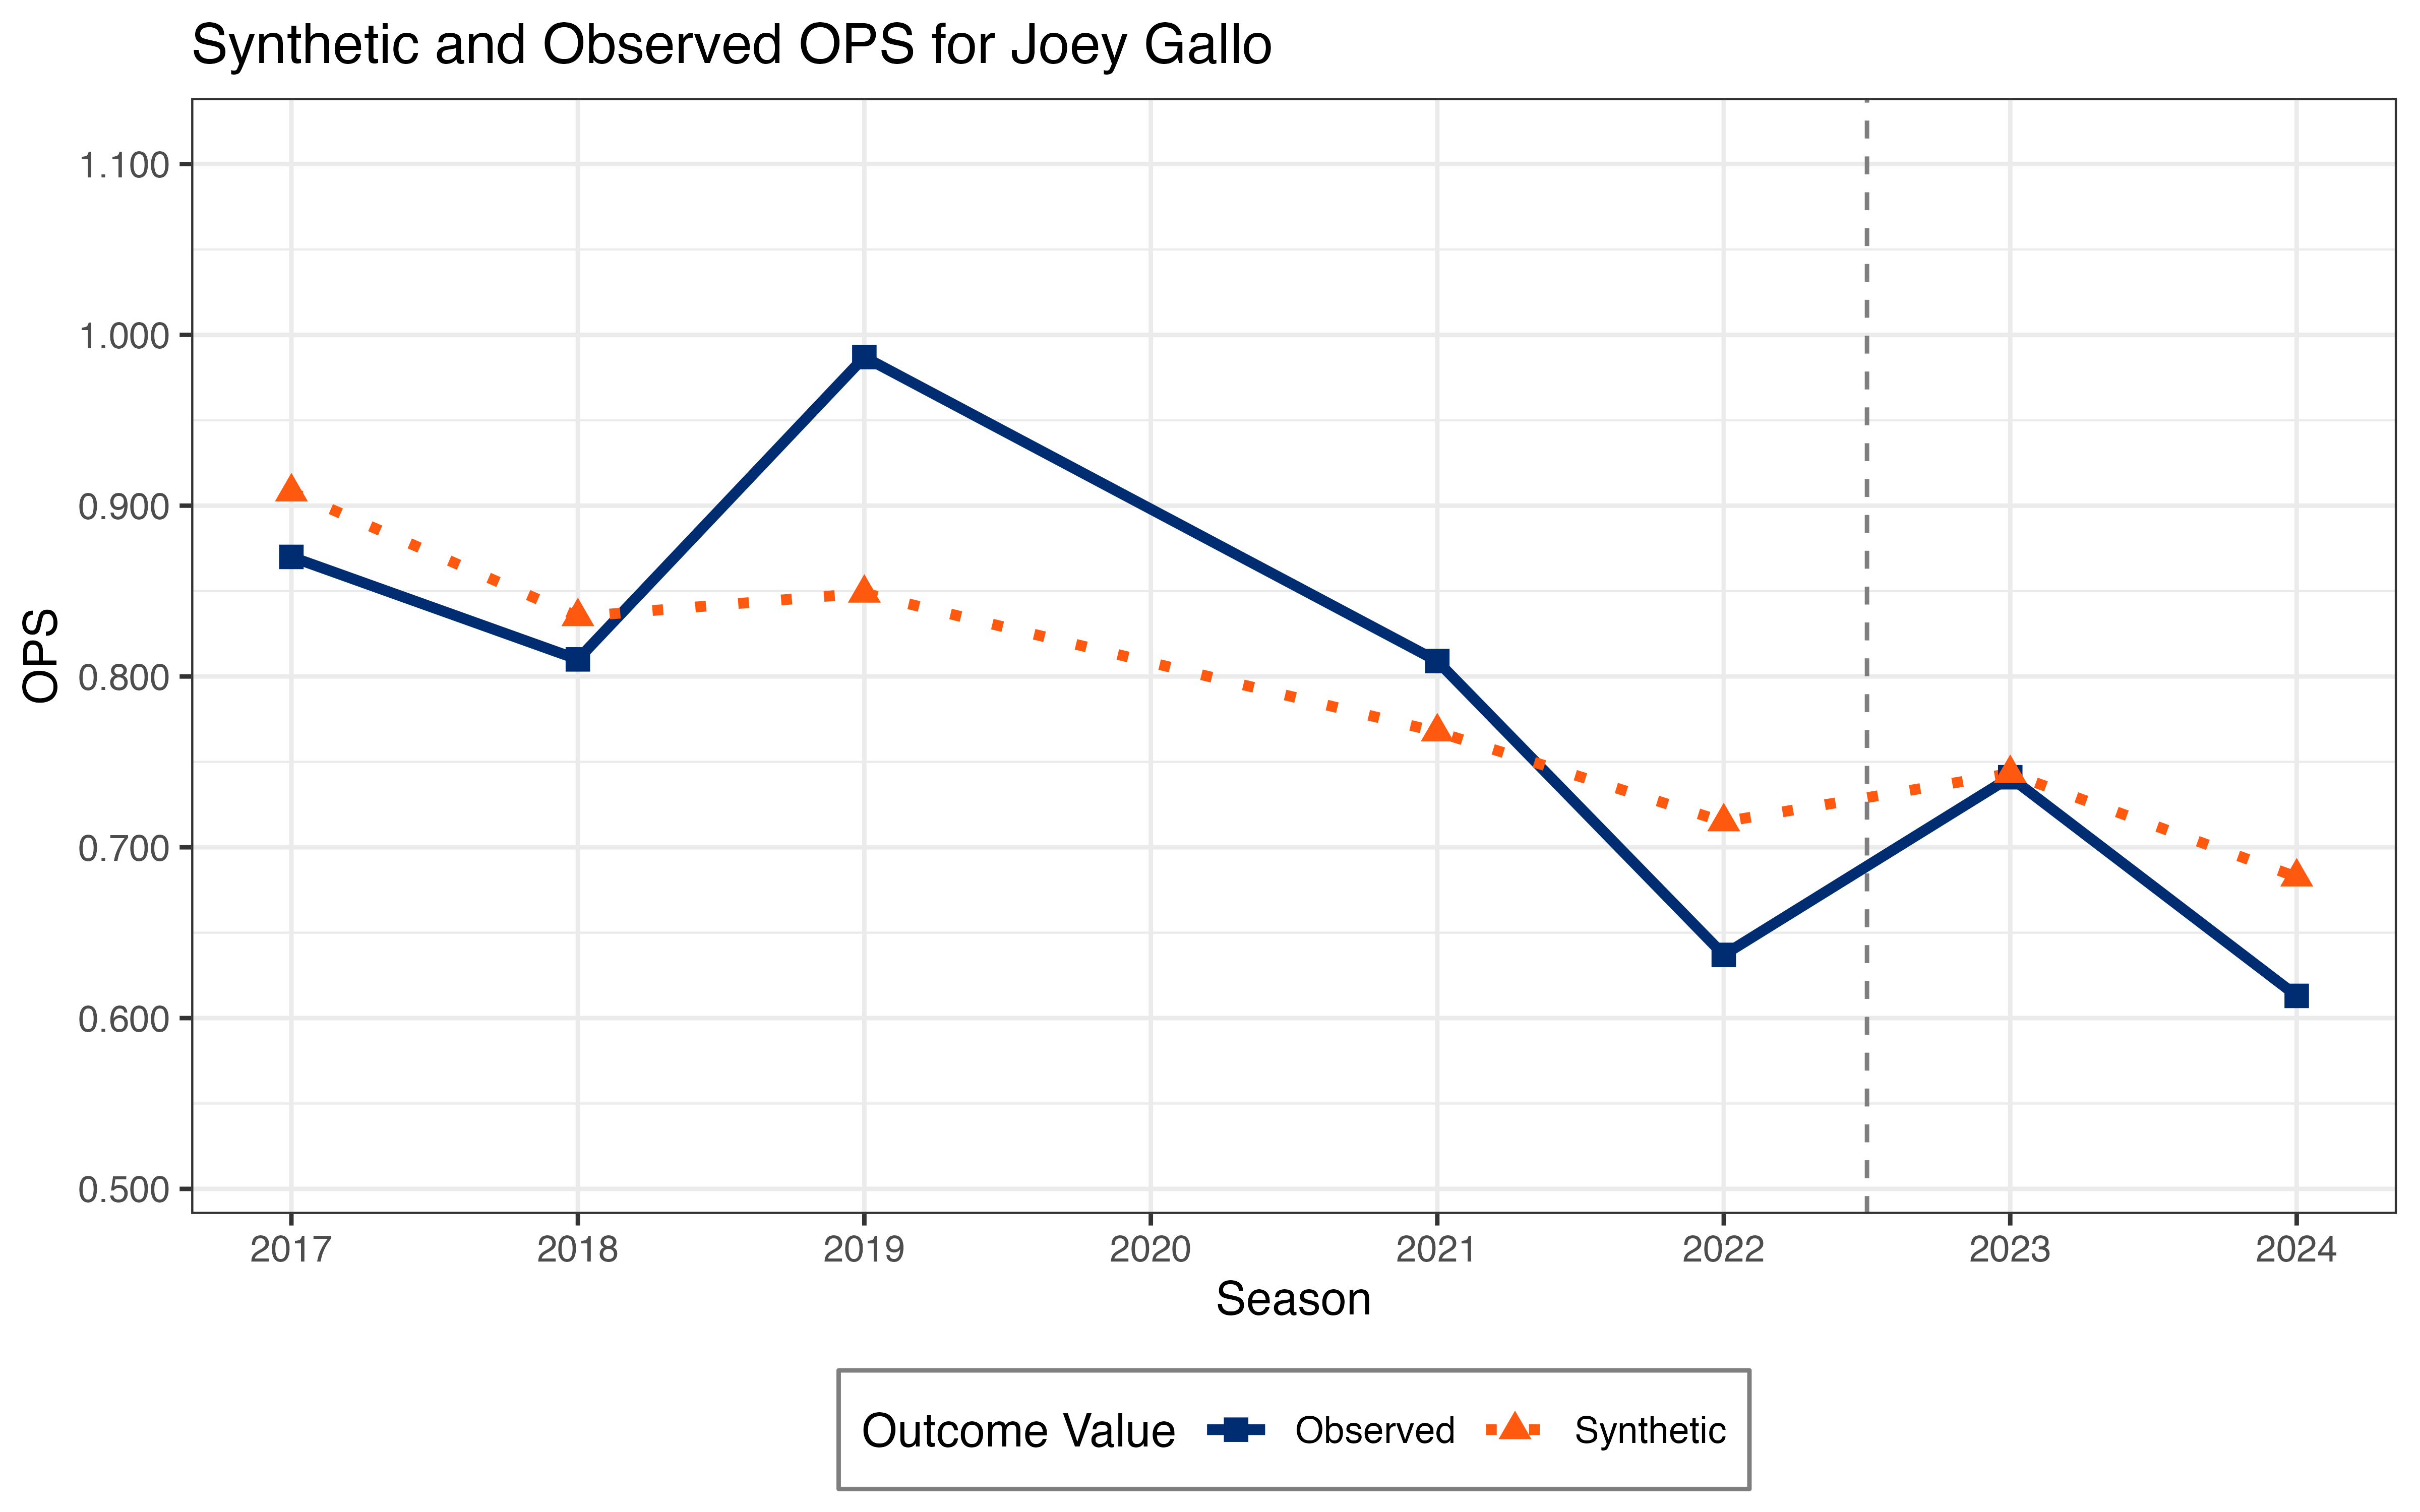 Synthetic and Observed OPS for Joey Gallo
OPS
1.100
1.000
0.900
0.800
0.700
0.600
0.500
2017 2018 2019 2020 2021 2022 2023 2024
Season
Outcome Value Observed Synthetic